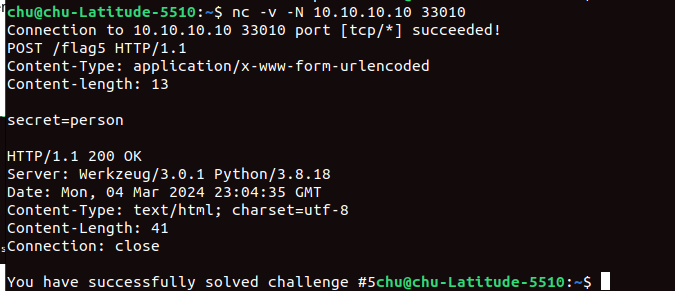 chu@chu-Latitude-5510:~$ nc -v -N 10.10.10.10 33010
Connection to 10.10.10.10 33010 port [tcp/*] succeeded!
POST /flag5 HTTP/1.1
Content-Type: application/x-www-form-urlencoded
Content-length: 13

secret=person

HTTP/1.1 200 OK
Server: Werkzeug/3.0.1 Python/3.8.18
Date: Mon, 04 Mar 2024 23:04:35 GMT
Content-Type: text/html; charset=utf-8
Content-Length: 41
Connection: close

You have successfully solved challenge #5chu@chu-Latitude-5510:~$